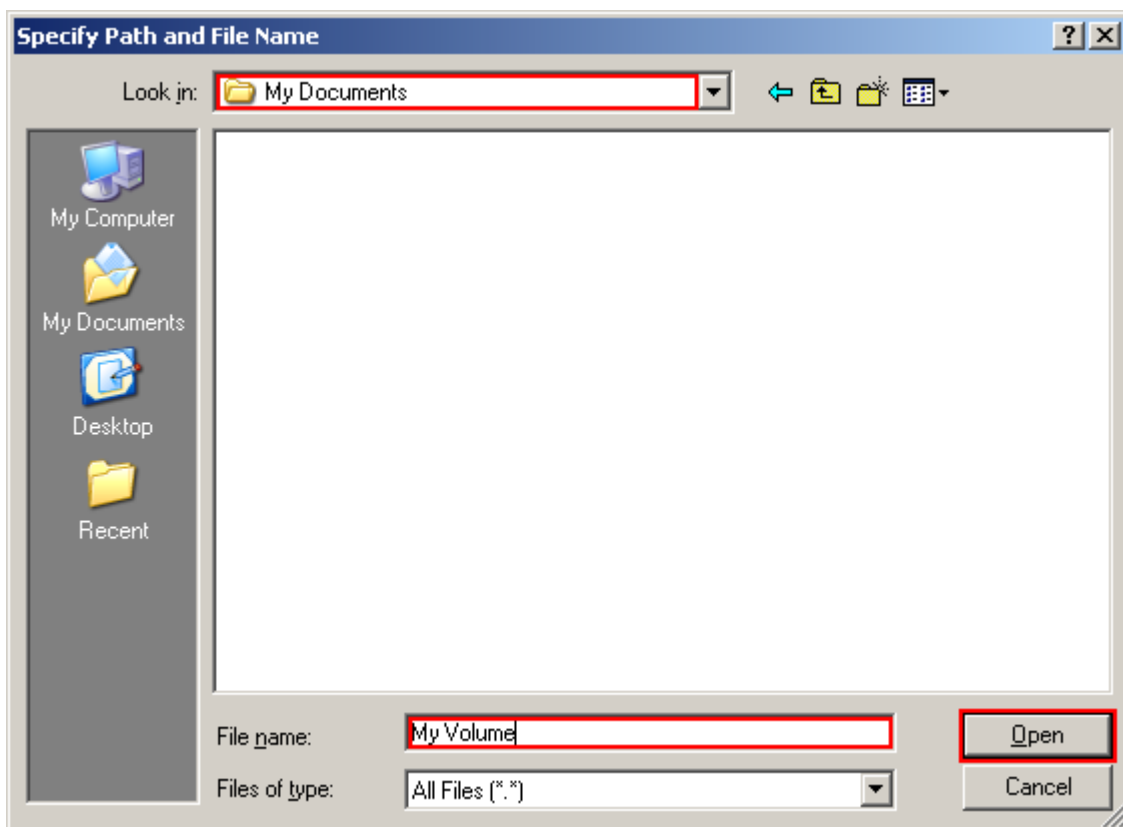 Specify Path and File Name
Look in: My Documents
My Computer
My Documents
Desktop
Recent
File name: My Volume Open
Files of type: All Files (*.*) Cancel